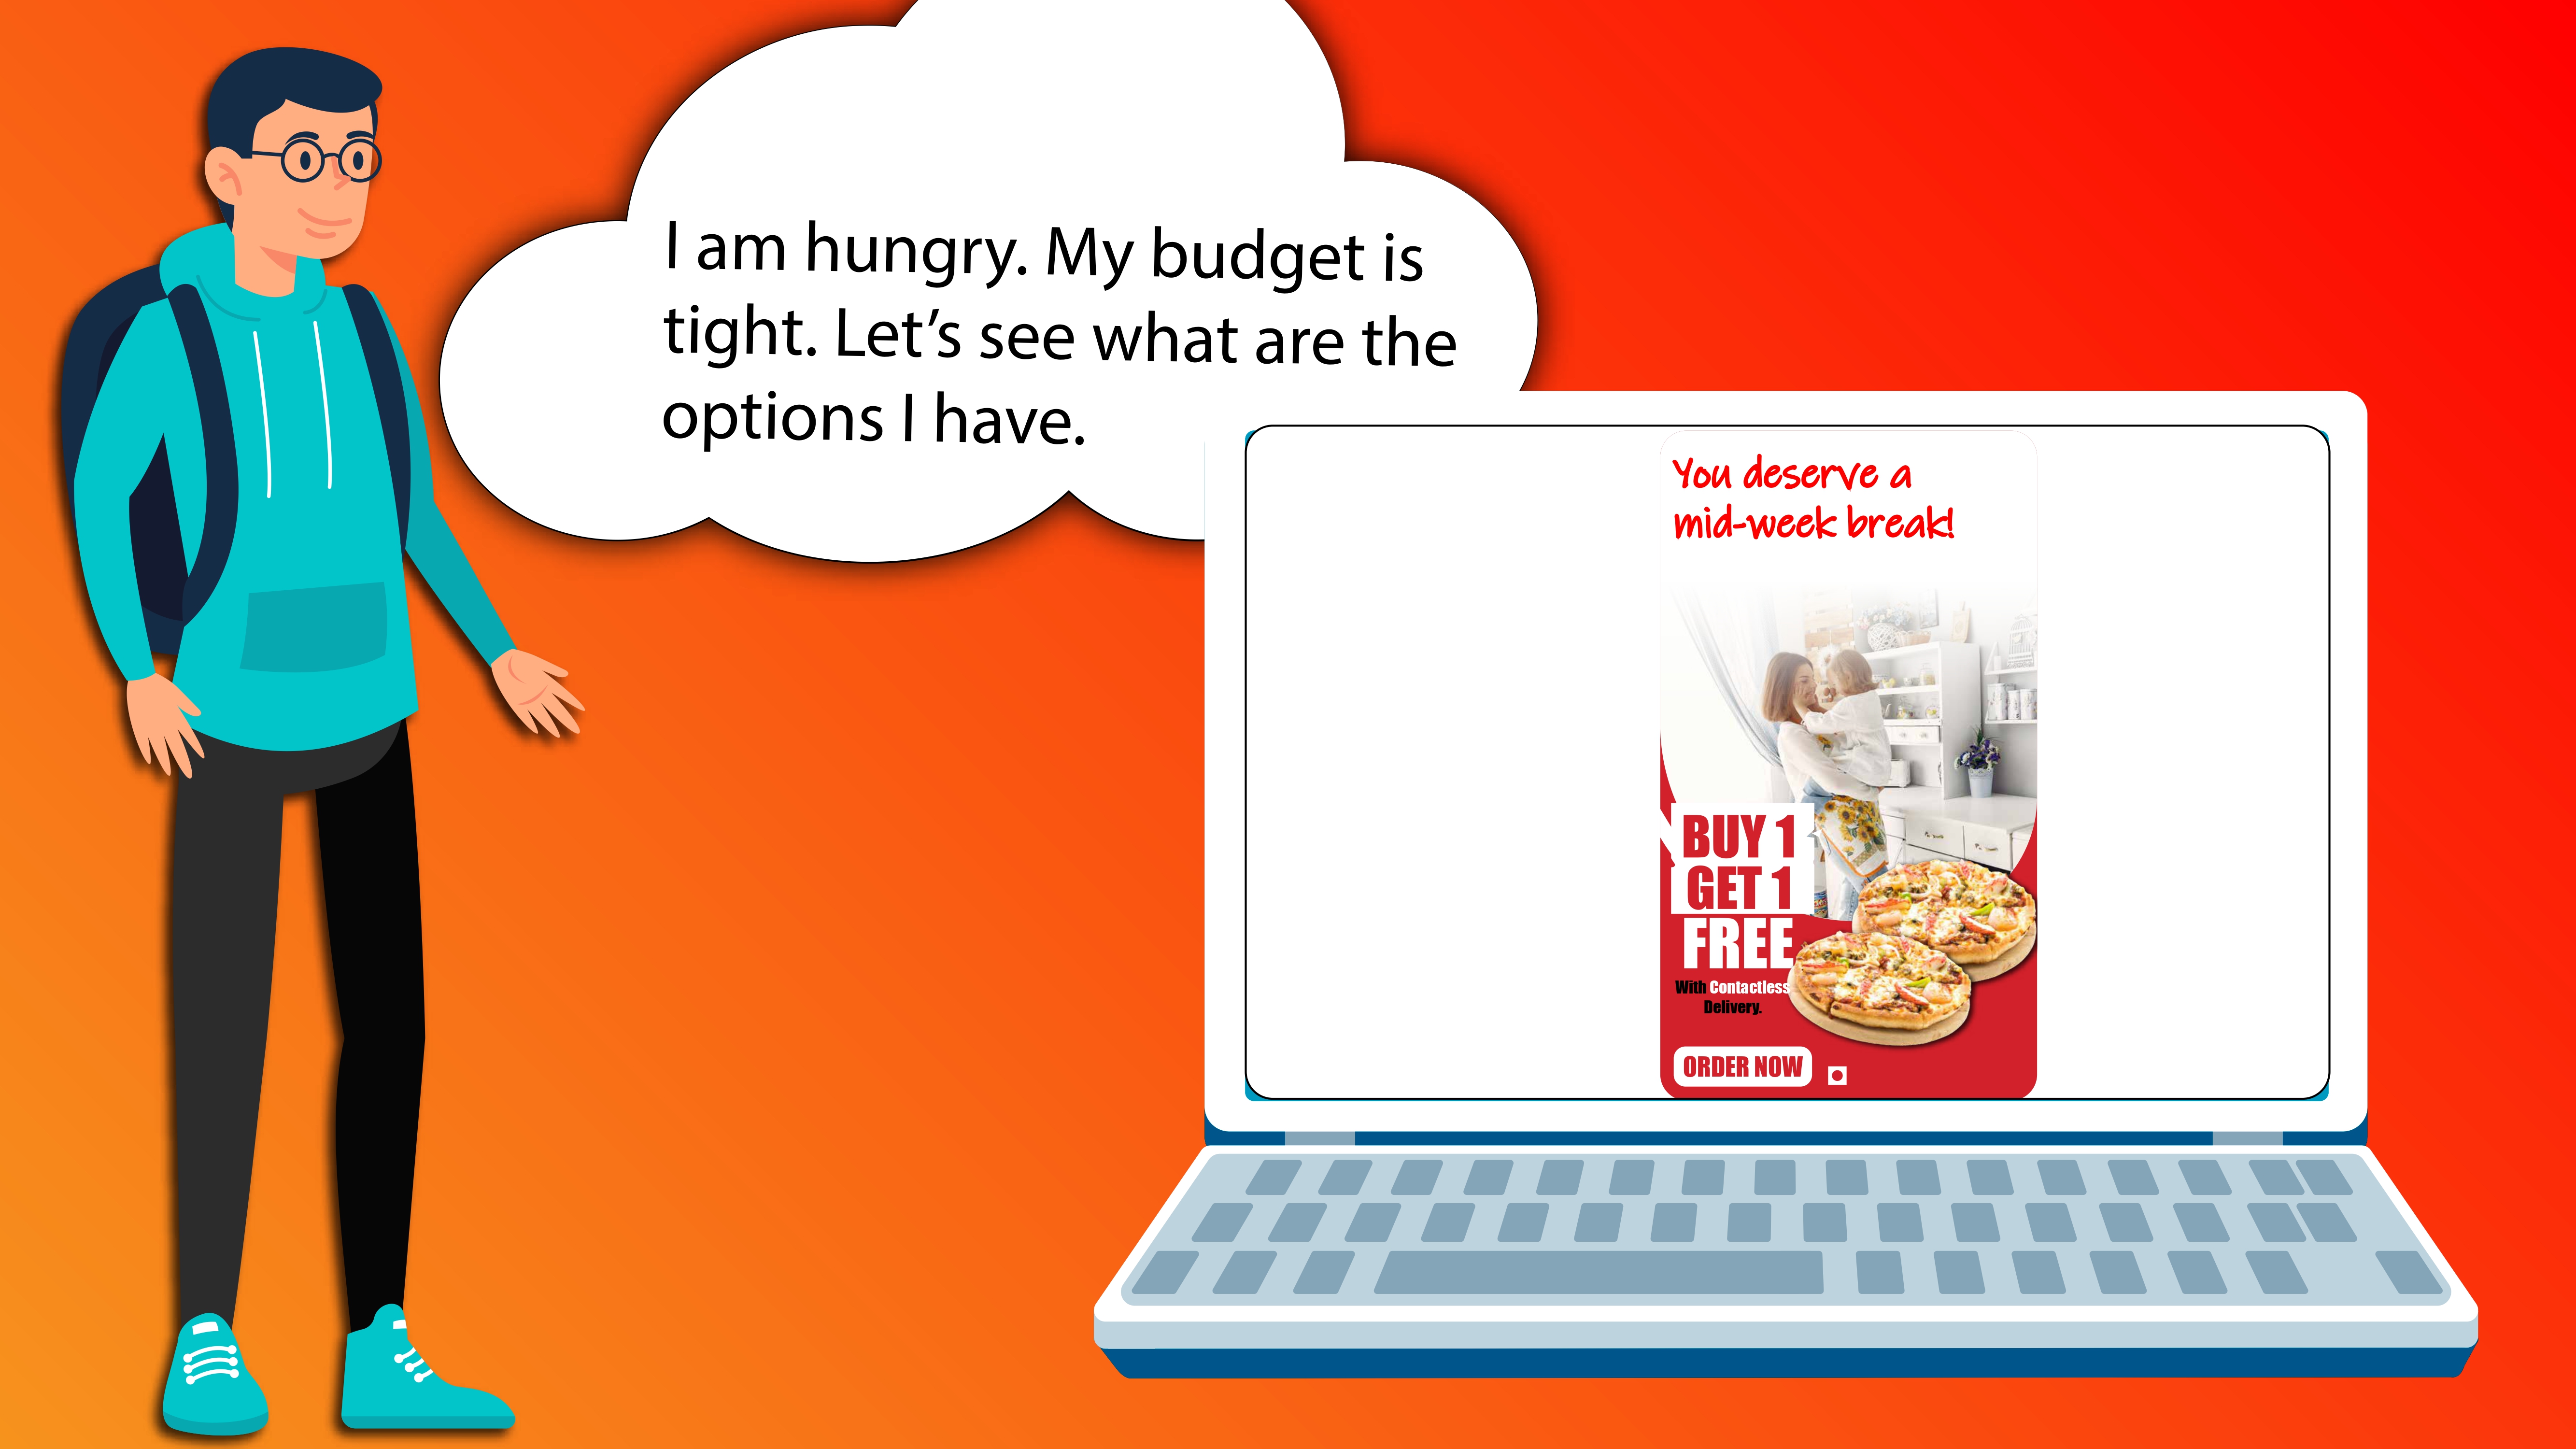 I am hungry. My budget is
tight. Let’s see what are the
options I have.
You deserve a
mid-week break!
BUY 1
GET 1
FREE
With Contactless
Delivery.
ORDER NOW